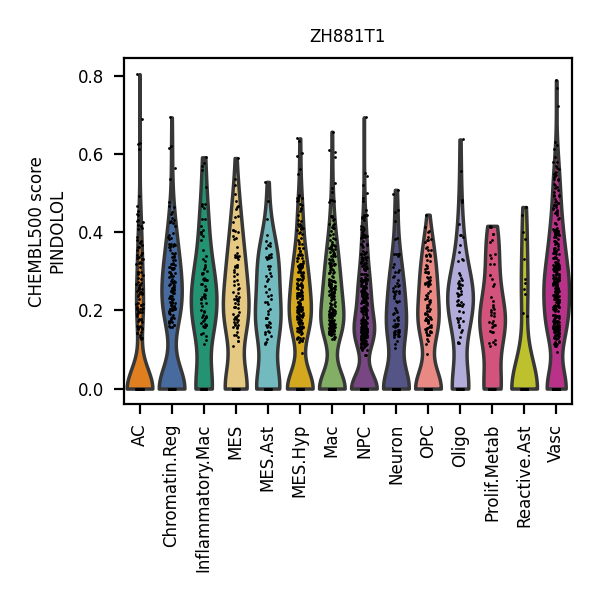 ZH881T1
CHEMBL500 score
PINDOLOL
0.8
0.6
0.4
0.2
0.0
AC
Chromatin.Reg
Inflammatory.Mac
MES
MES.Ast
MES.Hyp
Mac
NPC
Neuron
OPC
Oligo
Prolif.Metab
Reactive.Ast
Vasc